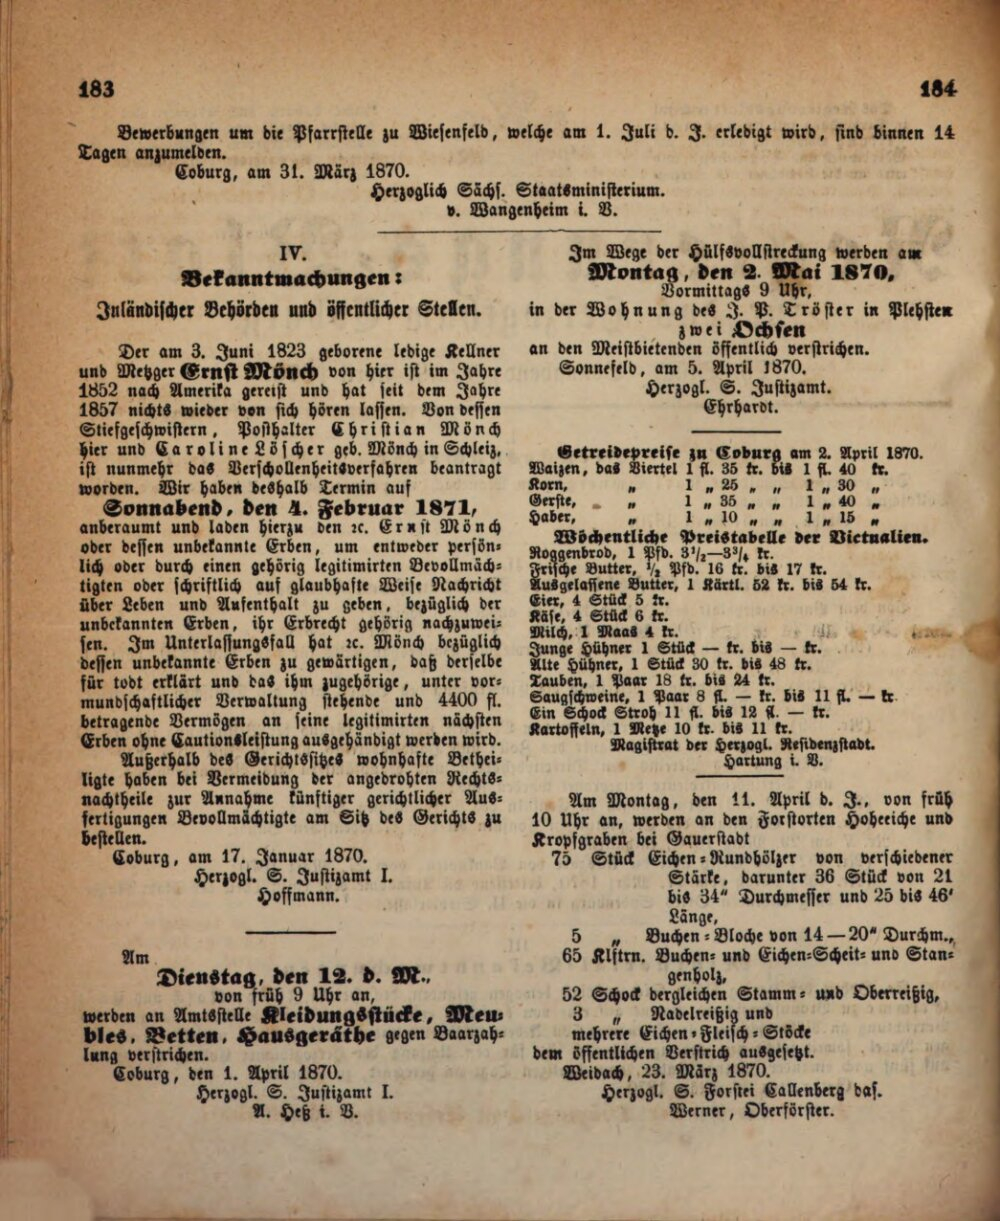 183
184
Bewerbungen um die Pfarrstelle zu Wiesenfeld, welche am 1. Juli d. J. erledigt wird, sind binnen 14
Tagen anzumelden.
Coburg, am 31. März 1870.
Herzoglich Sächs. Staatsministerium.
v. Wangenheim i. V.
IV.
Bekanntmachungen:
Inländischer Behörden und öffentlicher Stellen.
Der am 3. Juni 1823 geborene ledige Kellner
und Metzger Ernst Mönch von hier ist im Jahre
1852 nach Amerika gereist und hat seit dem Jahre
1857 nichts wieder von sich hören lassen. Von dessen
Stiefgeschwistern, Posthalter Christian Mönch
hier und Caroline Löscher geb. Mönch in Schleiz,
ist nunmehr das Verschollenheitsverfahren beantragt
worden. Wir haben deshalb Termin auf
Sonnabend, den 4. Februar 1871,
anberaumt und laden hierzu den ꝛc. Ernst Mönch
oder dessen unbekannte Erben, um entweder persön-
lich oder durch einen gehörig legitimirten Bevollmäch-
tigten oder schriftlich auf glaubhafte Weise Nachricht
über Leben und Aufenthalt zu geben, bezüglich der
unbekannten Erben, ihr Erbrecht gehörig nachzuwei-
sen. Im Unterlassungsfall hat ꝛc. Mönch bezüglich
dessen unbekannte Erben zu gewärtigen, daß derselbe
für todt erklärt und das ihm zugehörige, unter vor-
mundschaftlicher Verwaltung stehende und 4400 fl.
betragende Vermögen an seine legitimirten nächsten
Erben ohne Cautionsleistung ausgehändigt werden wird.
Außerhalb des Gerichtssitzes wohnhafte Bethei-
ligte haben bei Vermeidung der angedrohten Rechts-
nachtheile zur Annahme künftiger gerichtlicher Aus-
fertigungen Bevollmächtigte am Sitz des Gerichts zu
bestellen.
Coburg, am 17. Januar 1870.
Herzogl. S. Justizamt I.
Hoffmann.
Am
Dienstag, den 12. d. M.,
von früh 9 Uhr an,
werden an Amtsstelle Kleidungsstücke, Meu-
bles, Betten, Hausgeräthe gegen Baarzah-
lung verstrichen.
Coburg, den 1. April 1870.
Herzogl. S. Justizamt I.
A. Heß i. V.
Im Wege der Hülfsvollstreckung werden am
Montag, den 2. Mai 1870,
Vormittags 9 Uhr,
in der Wohnung des J. P. Tröster in Plehsten
zwei Ochsen
an den Meistbietenden öffentlich verstrichen.
Sonnefeld, am 5. April 1870.
Herzogl. S. Justizamt.
Ehrhardt.
Getreidepreise zu Coburg am 2. April 1870.
Waizen, das Viertel 1 fl. 35 kr. bis 1 fl. 40 kr.
Korn, „ 1 „ 25 „ „ 1 „ 30 „
Gerste, „ 1 „ 35 „ „ 1 „ 40 „
Haber, „ 1 „ 10 „ „ 1 „ 15 „
Wöchentliche Preistabelle der Victualien.
Roggenbrod, 1 Pfd. 3½—3¾ kr.
Frische Butter, ½ Pfd. 16 kr. bis 17 kr.
Ausgelassene Butter, 1 Kärtl. 52 kr. bis 54 kr.
Eier, 4 Stück 5 kr.
Käse, 4 Stück 6 kr.
Milch, 1 Maas 4 kr.
Junge Hühner 1 Stück — kr. bis — kr.
Alte Hühner, 1 Stück 30 kr. bis 48 kr.
Tauben, 1 Paar 18 kr. bis 24 kr.
Saugschweine, 1 Paar 8 fl. — kr. bis 11 fl. — kr
Ein Schock Stroh 11 fl. bis 12 fl. — kr.
Kartoffeln, 1 Metze 10 kr. bis 11 kr.
Magistrat der Herzogl. Residenzstadt.
Hartung i. V.
Am Montag, den 11. April d. J., von früh
10 Uhr an, werden an den Forstorten Hoheeiche und
Kropfgraben bei Gauerstadt
75 Stück Eichen-Rundhölzer von verschiedener
Stärke, darunter 36 Stück von 21
bis 34" Durchmesser und 25 bis 46'
Länge,
5 „ Buchen-Bloche von 14—20" Durchm.,
65 Klftrn. Buchen- und Eichen-Scheit- und Stan-
genholz,
52 Schock dergleichen Stamm- und Oberreißig,
3 „ Nadelreißig und
mehrere Eichen-Fleisch-Stöcke
dem öffentlichen Verstrich ausgesetzt.
Weidach, 23. März 1870.
Herzogl. S. Forstei Callenberg das.
Werner, Oberförster.